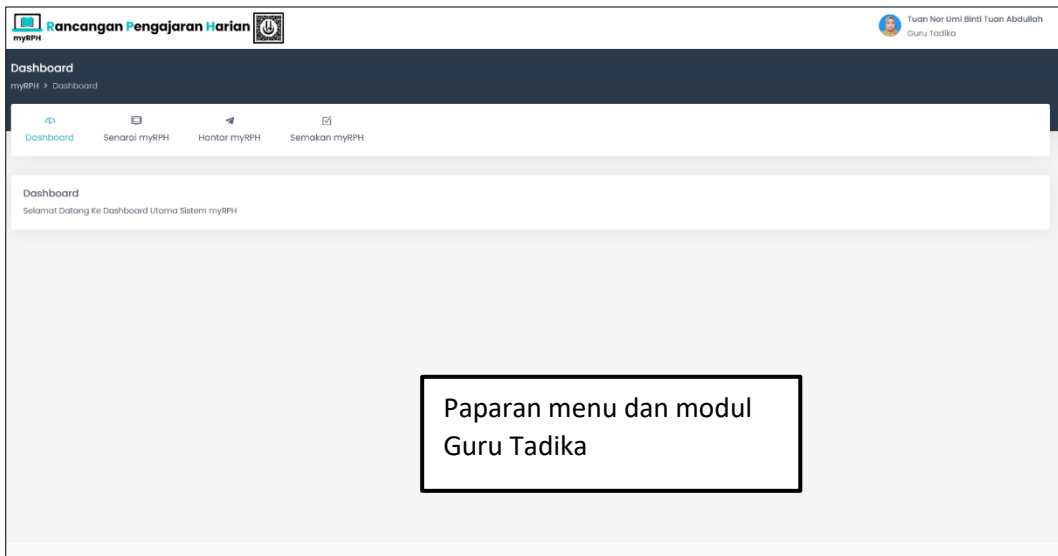 myRPH
Rancangan Pengajaran Harian
Tuan Nor Umi Binti Tuan Abdullah
Guru Tadika
Dashboard
myRPH > Dashboard
Dashboard
Senarai myRPH
Hantar myRPH
Semakan myRPH
Dashboard
Selamat Datang Ke Dashboard Utama Sistem myRPH
Paparan menu dan modul
Guru Tadika